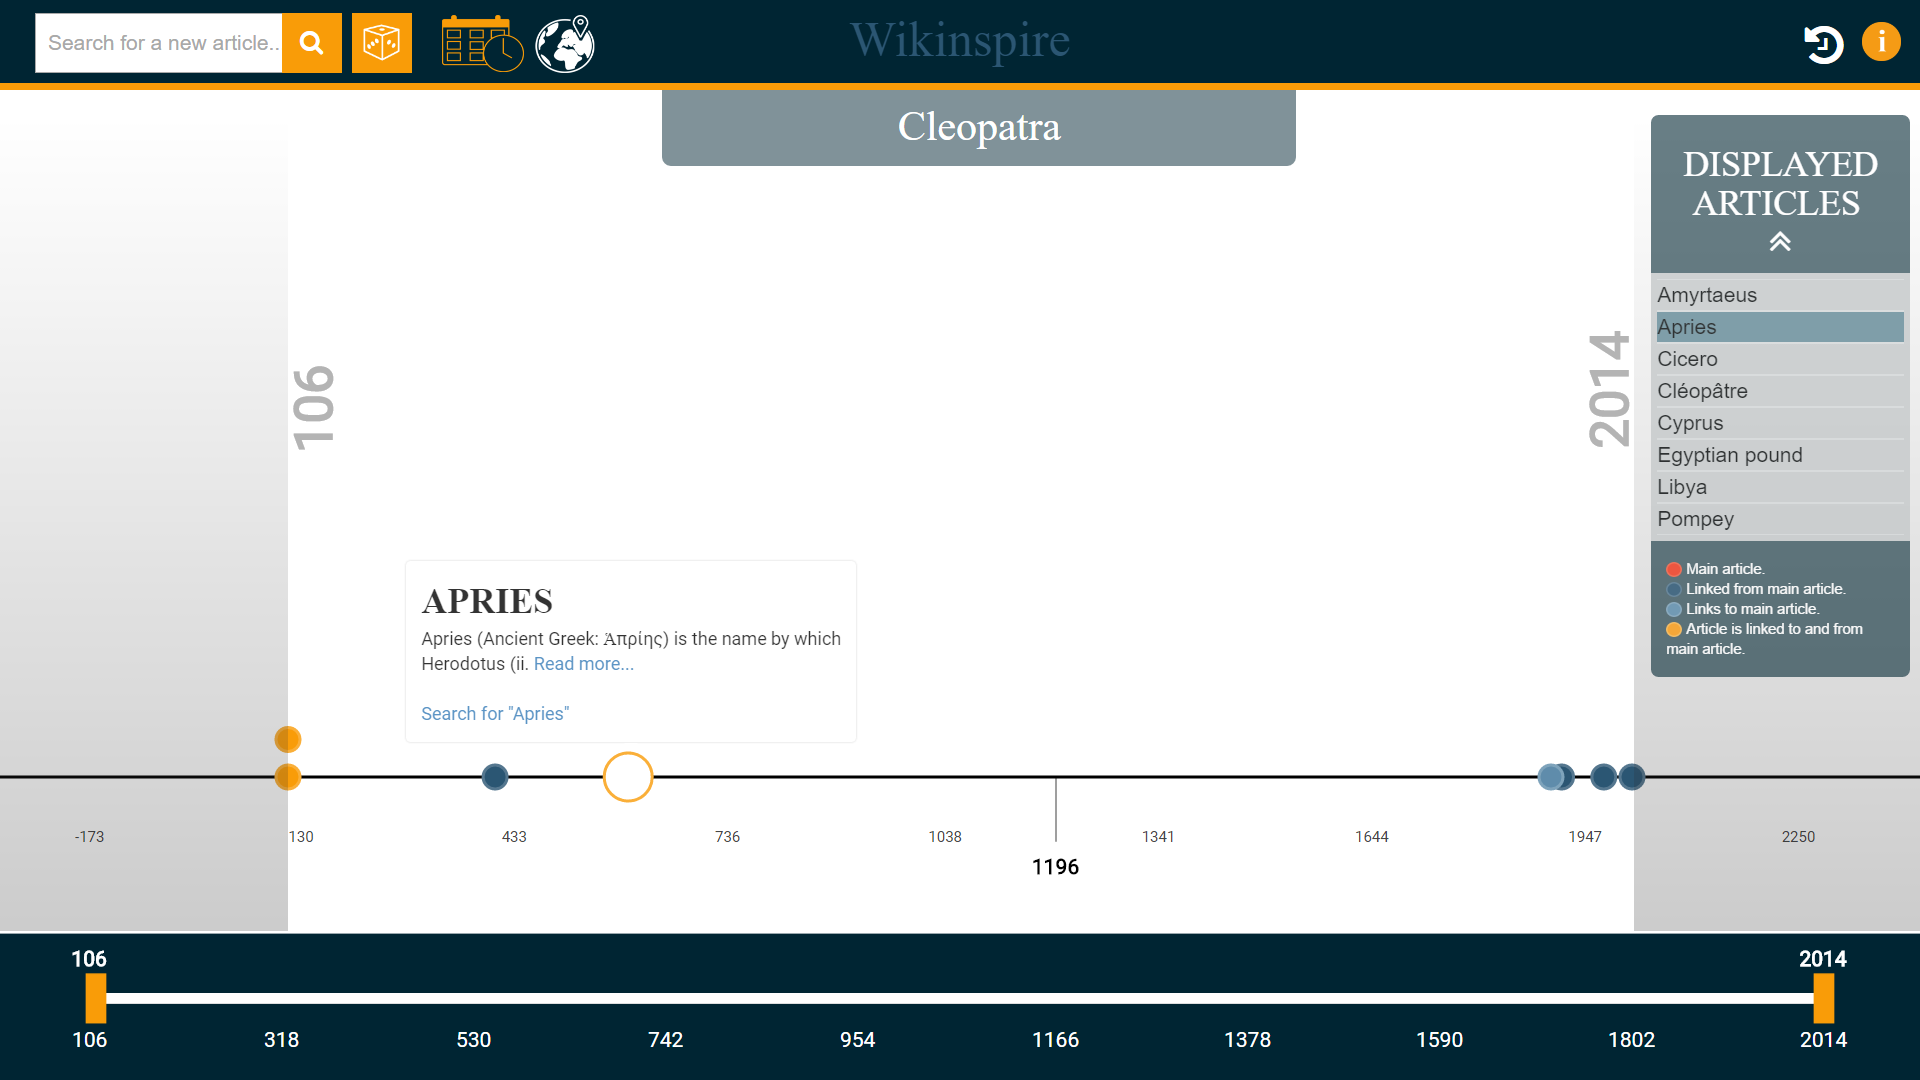 Search for a new article..
Wikinspire
i
Cleopatra
DISPLAYED
ARTICLES
Amyrtaeus
Apries
Cicero
Cléopâtre
Cyprus
Egyptian pound
Libya
Pompey
Main article.
Linked from main article.
Links to main article.
Article is linked to and from
main article.
106
2014
APRIES
Apries (Ancient Greek: Ἁπρίης) is the name by which
Herodotus (ii. Read more...
Search for "Apries"
-173 130 433 736 1038 1341 1644 1947 2250
1196
106 2014
106 318 530 742 954 1166 1378 1590 1802 2014